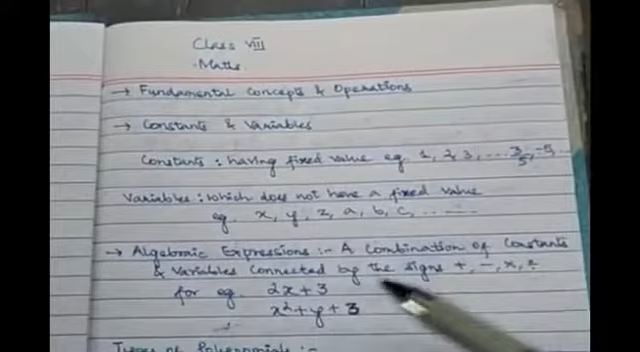 Class VIII
Maths.
→ Fundamental Concepts & Operations
→ Constants & Variables
Constants : having fixed value eg. 1, 2, 3, .... 3/5, -5, ...
Variables : which does not have a fixed value
eg. x, y, z, a, b, c, .......
→ Algebraic Expressions :- A Combination of Constants
& Variables Connected by the signs +, -, ×, ÷
for eg. 2x + 3
x² + y + 3
Types of Polynomials :-